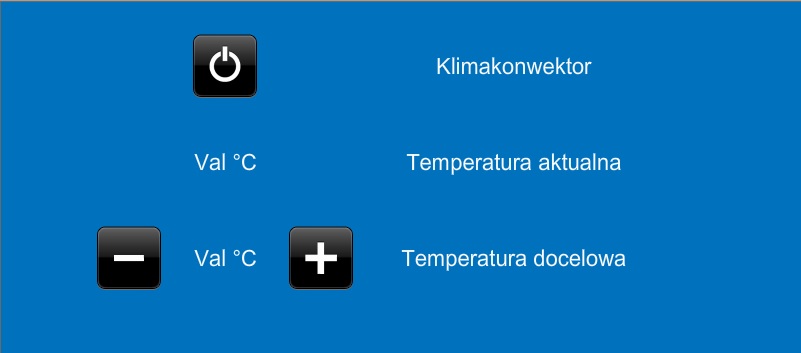 Klimakonwektor
Val °C Temperatura aktualna
Val °C Temperatura docelowa